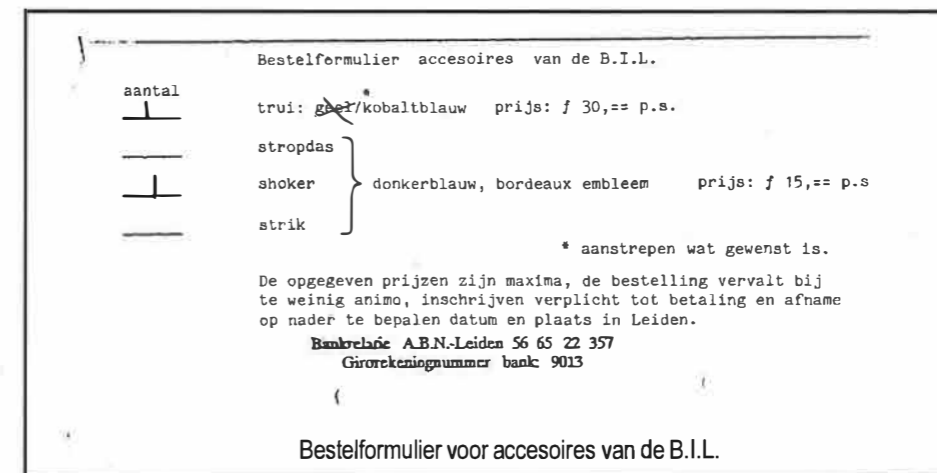 Bestelformulier accesoires van de B.I.L.
aantal
1 trui: geel/kobaltblauw* prijs: ƒ 30,== p.s.
stropdas
1 shoker donkerblauw, bordeaux embleem prijs: ƒ 15,== p.s
strik
* aanstrepen wat gewenst is.
De opgegeven prijzen zijn maxima, de bestelling vervalt bij
te weinig animo, inschrijven verplicht tot betaling en afname
op nader te bepalen datum en plaats in Leiden.
Bankrelatie A.B.N.-Leiden 56 65 22 357
Girorekeningnummer bank: 9013
Bestelformulier voor accesoires van de B.I.L.